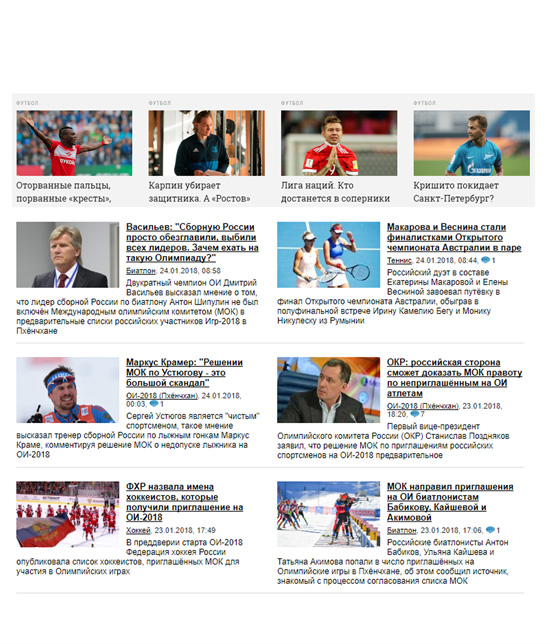 ФУТБОЛ
ФУТБОЛ
ФУТБОЛ
ФУТБОЛ
Оторванные пальцы,
порванные «кресты»,
Карпин убирает
защитника. А «Ростов»
Лига наций. Кто
достанется в соперники
Кришито покидает
Санкт-Петербург?
Васильев: "Сборную России
просто обезглавили, выбили
всех лидеров. Зачем ехать на
такую Олимпиаду?"
Биатлон, 24.01.2018, 08:58
Двукратный чемпион ОИ Дмитрий
Васильев высказал мнение о том,
что лидер сборной России по биатлону Антон Шипулин не был
включён Международным олимпийским комитетом (МОК) в
предварительные списки российских участников Игр-2018 в
Пхёнчхане
Макарова и Веснина стали
финалистками Открытого
чемпионата Австралии в паре
Теннис, 24.01.2018, 08:44, 1
Российский дуэт в составе
Екатерины Макаровой и Елены
Весниной завоевал путёвку в
финал Открытого чемпионата Австралии, обыграв в
полуфинальной встрече Ирину Камелию Бегу и Монику
Никулеску из Румынии
Маркус Крамер: "Решении
МОК по Устюгову - это
большой скандал"
ОИ-2018 (Пхёнчхан), 24.01.2018,
00:03, 1
Сергей Устюгов является "чистым"
спортсменом, такое мнение
высказал тренер сборной России по лыжным гонкам Маркус
Краме, комментируя решение МОК о недопуске лыжника на
ОИ-2018
ОКР: российская сторона
сможет доказать МОК правоту
по неприглашённым на ОИ
атлетам
ОИ-2018 (Пхёнчхан), 23.01.2018,
18:20, 7
Первый вице-президент
Олимпийского комитета России (ОКР) Станислав Поздняков
заявил, что решение МОК по приглашениям российских
спортсменов на ОИ-2018 предварительное
ФХР назвала имена
хоккеистов, которые
получили приглашение на
ОИ-2018
Хоккей, 23.01.2018, 17:49
В преддверии старта ОИ-2018
Федерация хоккея России
опубликовала список хоккеистов, приглашённых МОК для
участия в Олимпийских играх
МОК направил приглашения
на ОИ биатлонистам
Бабикову, Кайшевой и
Акимовой
Биатлон, 23.01.2018, 17:06, 1
Российские биатлонисты Антон
Бабиков, Ульяна Кайшева и
Татьяна Акимова попали в число приглашённых на
Олимпийские игры в Пхёнчхане, об этом сообщил источник,
знакомый с процессом согласования списка МОК